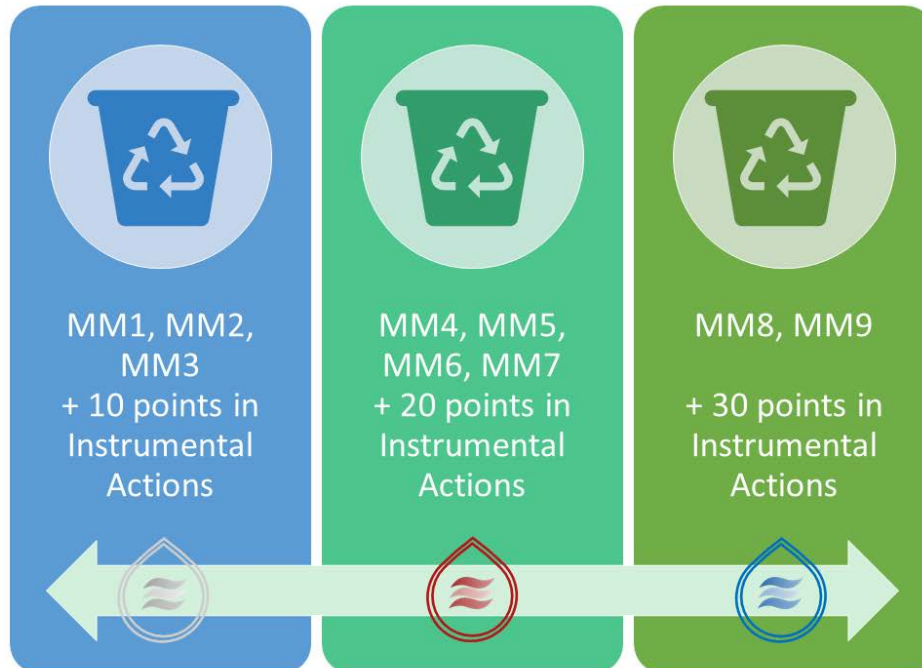 MM1, MM2,
MM3
+ 10 points in
Instrumental
Actions
MM4, MM5,
MM6, MM7
+ 20 points in
Instrumental
Actions
MM8, MM9
+ 30 points in
Instrumental
Actions